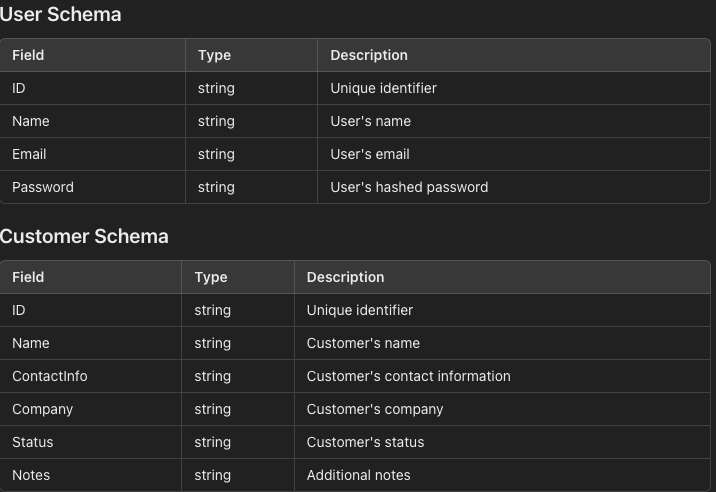 User Schema
Field Type Description
ID string Unique identifier
Name string User's name
Email string User's email
Password string User's hashed password
Customer Schema
Field Type Description
ID string Unique identifier
Name string Customer's name
ContactInfo string Customer's contact information
Company string Customer's company
Status string Customer's status
Notes string Additional notes